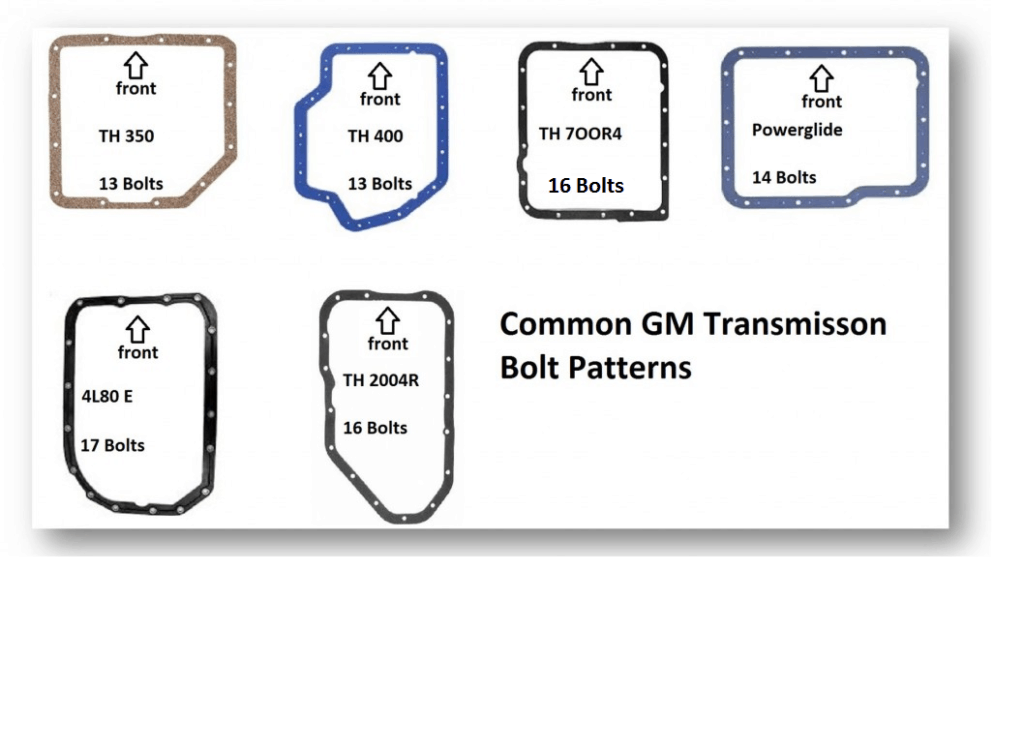 front
TH 350
13 Bolts
front
TH 400
13 Bolts
front
TH 7OOR4
16 Bolts
front
Powerglide
14 Bolts
front
4L80 E
17 Bolts
front
TH 2004R
16 Bolts
Common GM Transmisson
Bolt Patterns